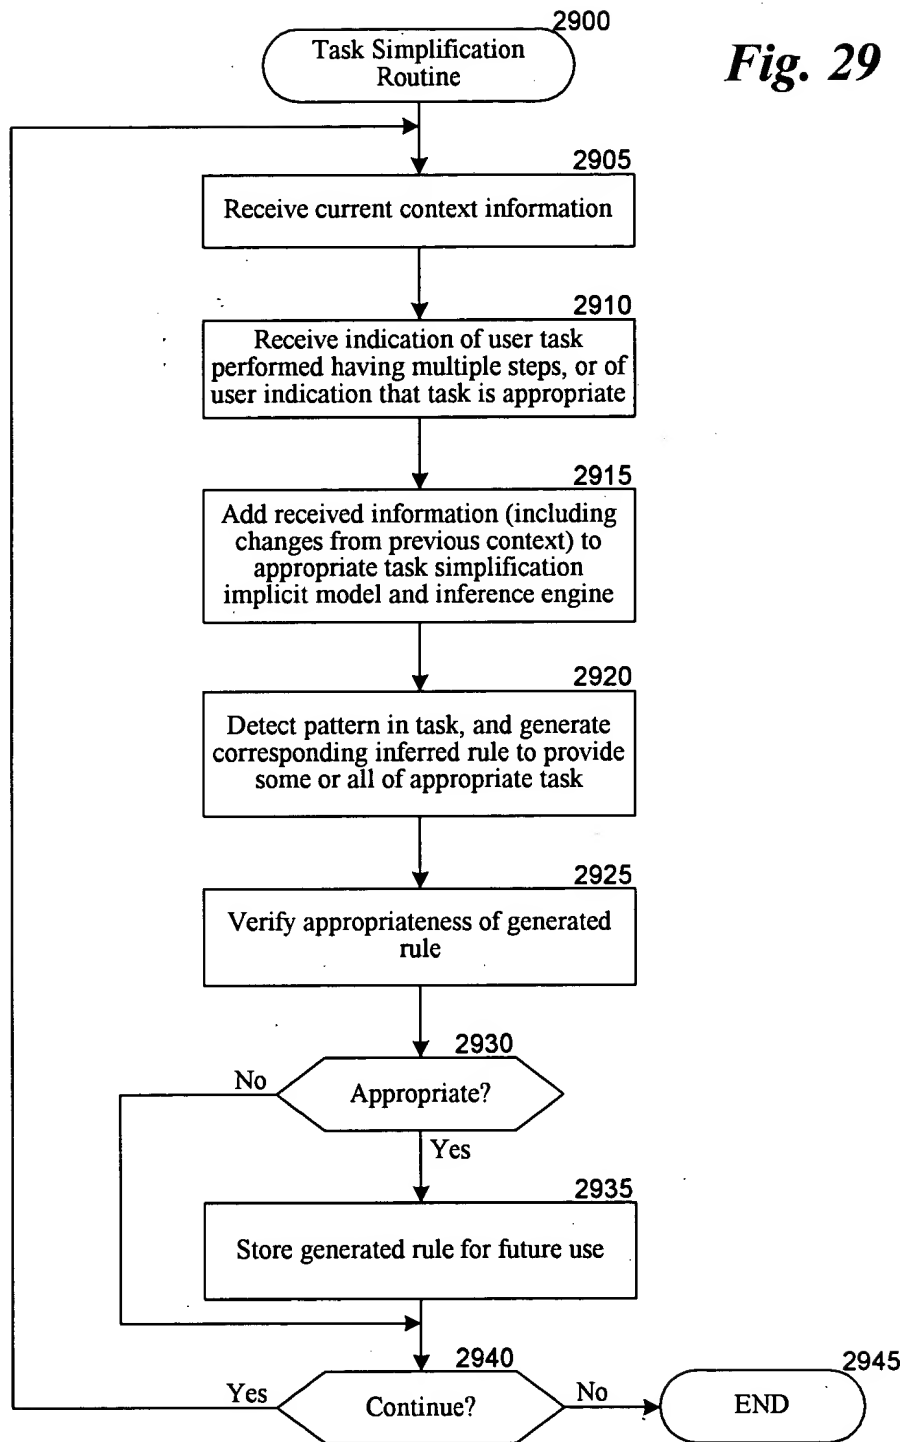 2900
Task Simplification
Routine
Fig. 29
2905
Receive current context information
2910
Receive indication of user task
performed having multiple steps, or of
user indication that task is appropriate
2915
Add received information (including
changes from previous context) to
appropriate task simplification
implicit model and inference engine
2920
Detect pattern in task, and generate
corresponding inferred rule to provide
some or all of appropriate task
2925
Verify appropriateness of generated
rule
2930
No
Appropriate?
Yes
2935
Store generated rule for future use
2940
2945
Yes
Continue?
No
END